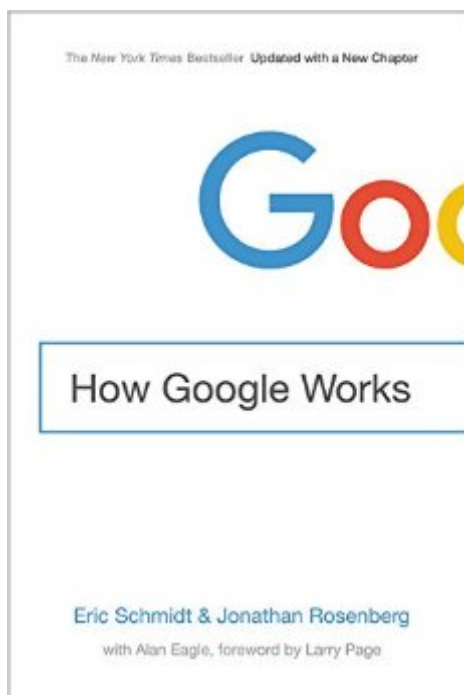 The New York Times Bestseller Updated with a New Chapter
Goo
How Google Works
Eric Schmidt & Jonathan Rosenberg
with Alan Eagle, foreword by Larry Page